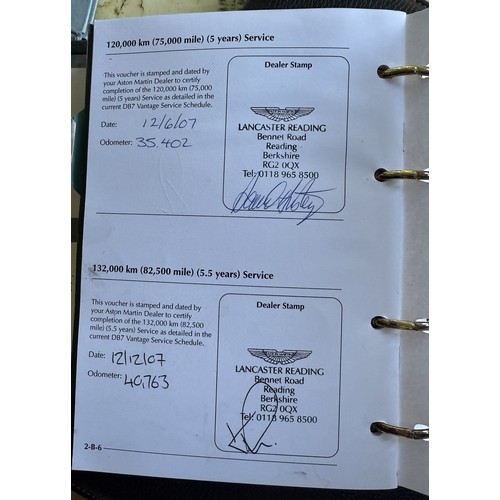 120,000 km (75,000 mile) (5 years) Service
This voucher is stamped and dated by
your Aston Martin Dealer to certify
completion of the 120,000 km (75,000
mile) (5 years) Service as detailed in the
current DB7 Vantage Service Schedule.
Date: 12/6/07
Odometer: 35.402
Dealer Stamp
LANCASTER READING
Bennet Road
Reading
Berkshire
RG2 0QX
Tel: 0118 965 8500
132,000 km (82,500 mile) (5.5 years) Service
This voucher is stamped and dated by
your Aston Martin Dealer to certify
completion of the 132,000 km (82,500
mile) (5.5 years) Service as detailed in the
current DB7 Vantage Service Schedule.
Date: 12/12/07
Odometer: 40,763
Dealer Stamp
LANCASTER READING
Bennet Road
Reading
Berkshire
RG2 0QX
Tel: 0118 965 8500
2-B-6